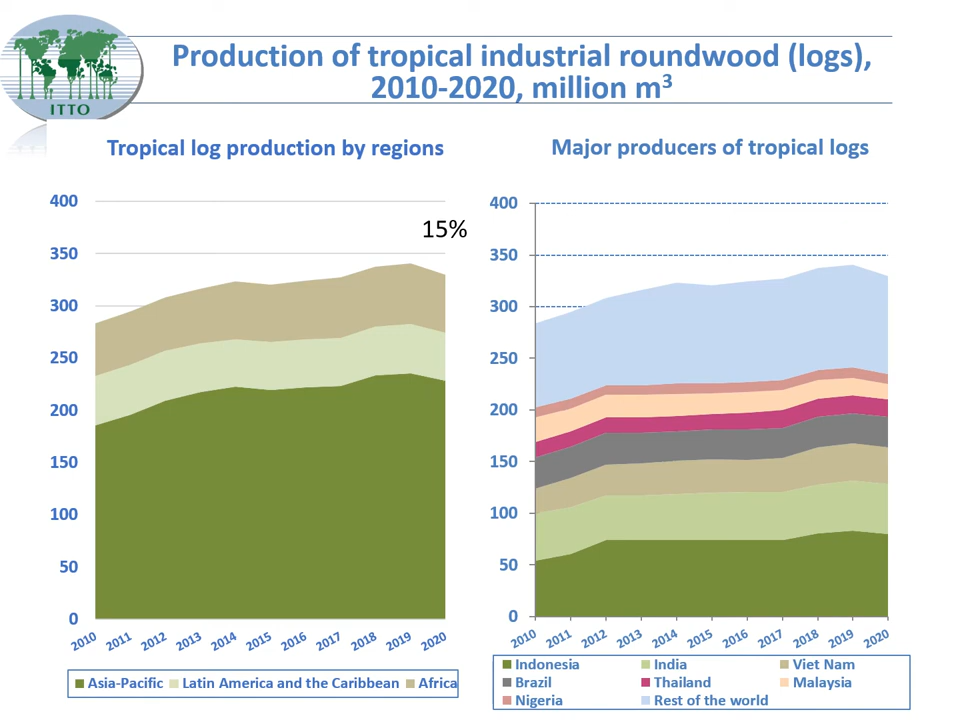 ITTO
Production of tropical industrial roundwood (logs),
2010-2020, million m³
Tropical log production by regions
400
350
300
250
200
150
100
50
0
15%
2010 2011 2012 2013 2014 2015 2016 2017 2018 2019 2020
Asia-Pacific Latin America and the Caribbean Africa
Major producers of tropical logs
400
350
300
250
200
150
100
50
0
2010 2011 2012 2013 2014 2015 2016 2017 2018 2019 2020
Indonesia India Viet Nam
Brazil Thailand Malaysia
Nigeria Rest of the world